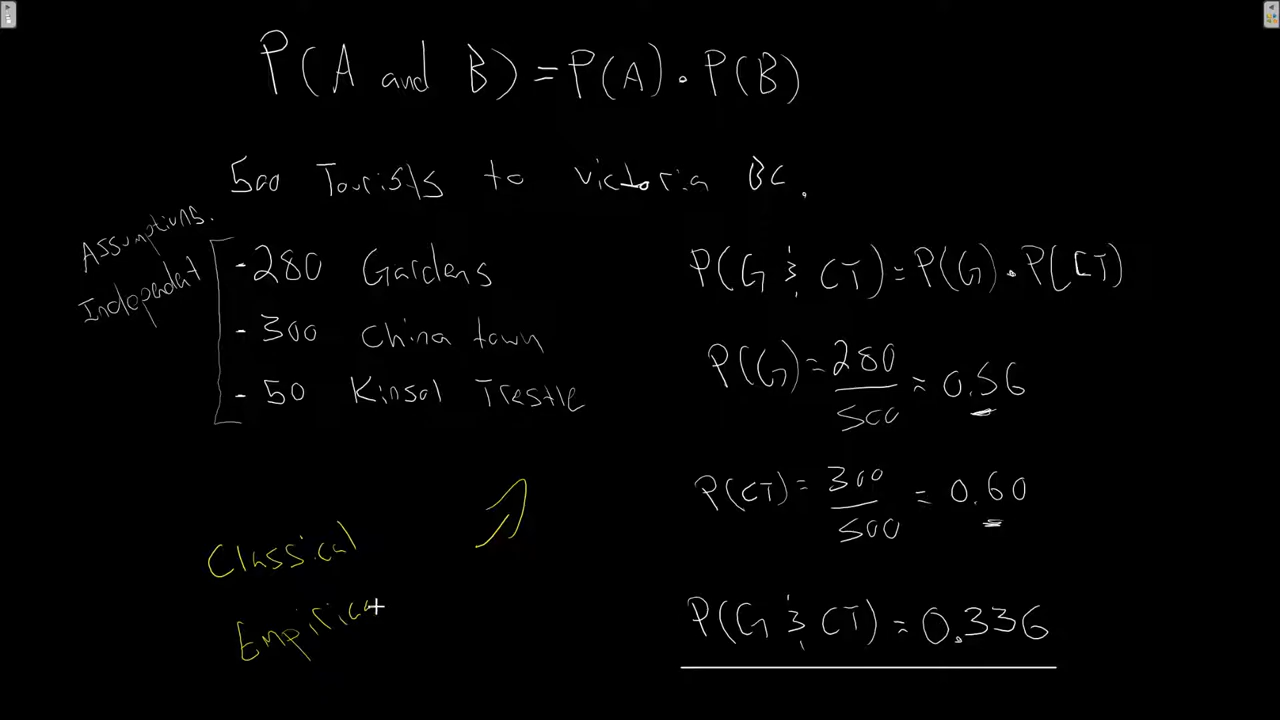 P(A and B) = P(A) · P(B)
500 Tourists to victoria BC.
Assumptions.
Independent
- 280 Gardens
- 300 China town
- 50 Kinsol Trestle
P(G & CT) = P(G) · P(CT)
P(G) = 280/500 = 0.56
P(CT) = 300/500 = 0.60
P(G & CT) = 0.336
Classical
Empirica